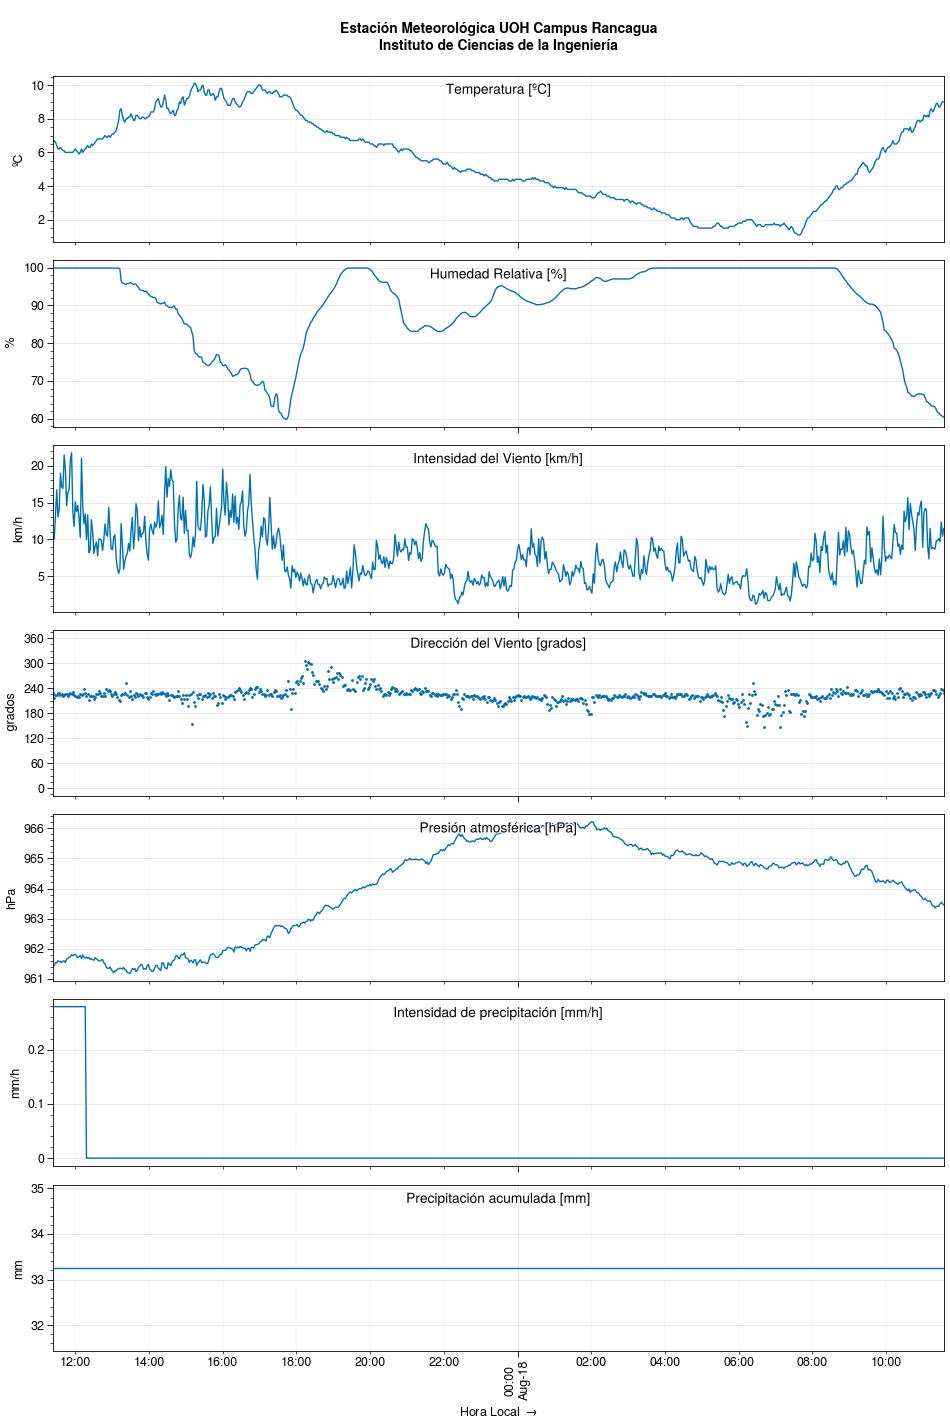 Estación Meteorológica UOH Campus Rancagua
Instituto de Ciencias de la Ingeniería
Temperatura [ºC]
10
8
6
4
2
ºC
Humedad Relativa [%]
100
90
80
70
60
%
Intensidad del Viento [km/h]
20
15
10
5
km/h
Dirección del Viento [grados]
360
300
240
180
120
60
0
grados
Presión atmosférica [hPa]
966
965
964
963
962
961
hPa
Intensidad de precipitación [mm/h]
0.2
0.1
0
mm/h
Precipitación acumulada [mm]
35
34
33
32
mm
12:00 14:00 16:00 18:00 20:00 22:00 00:00 02:00 04:00 06:00 08:00 10:00
Aug-18
Hora Local →